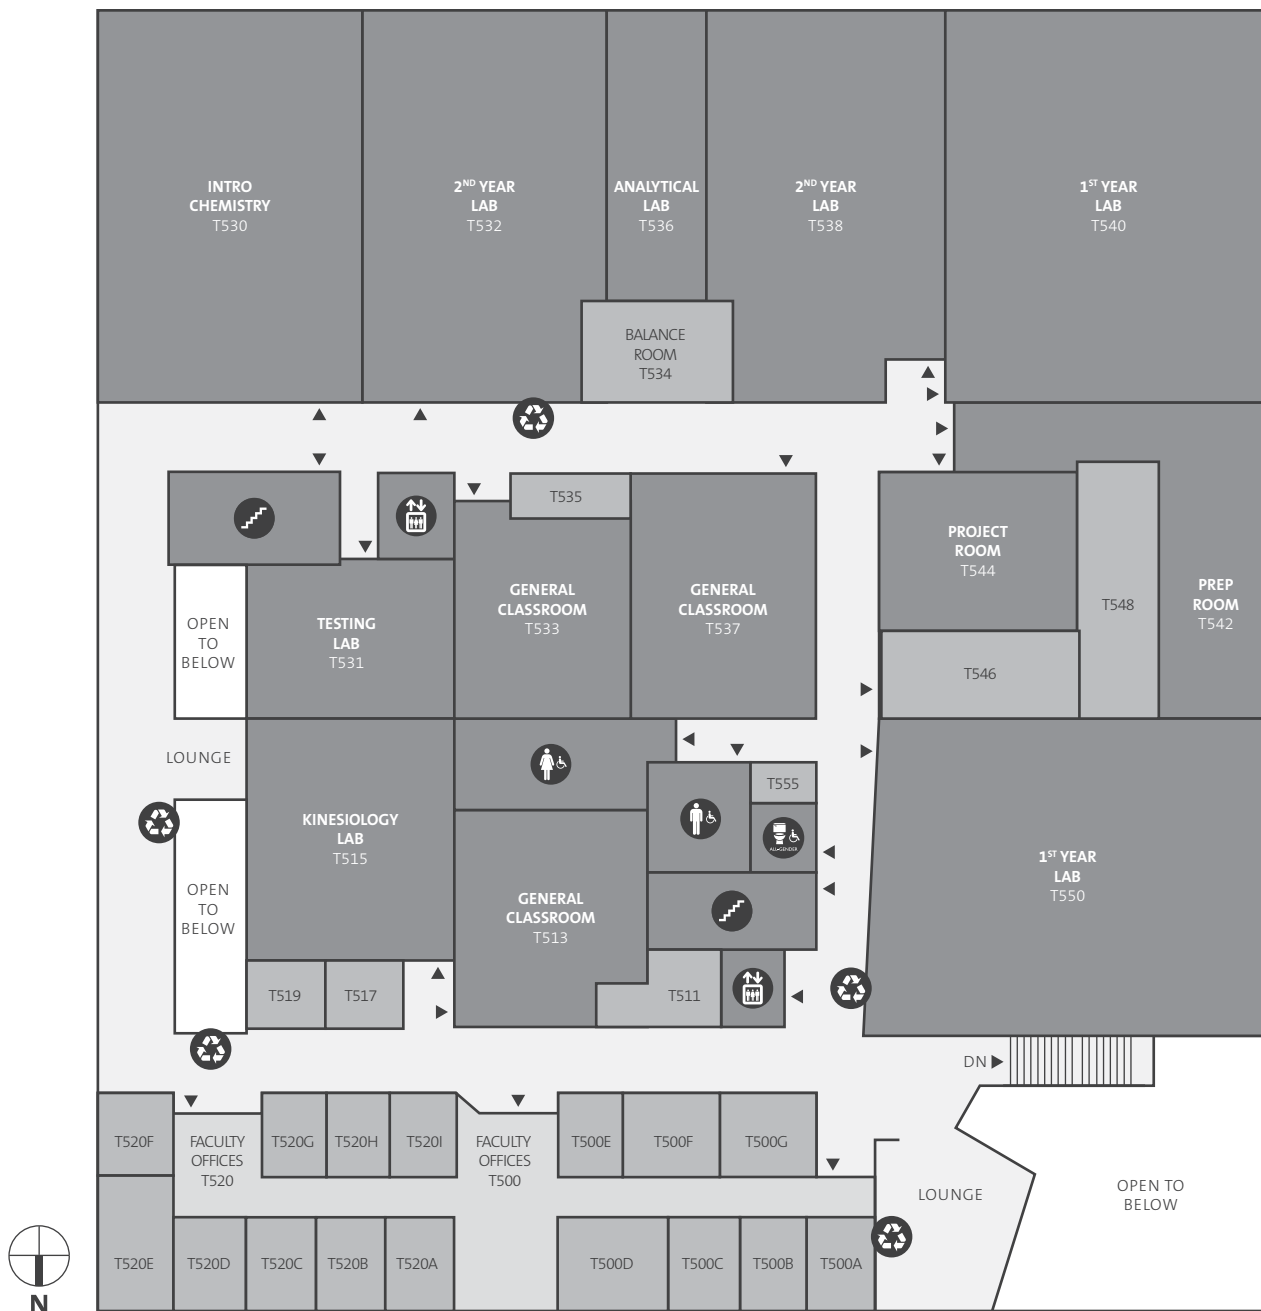 INTRO
CHEMISTRY
T530
2ND YEAR
LAB
T532
ANALYTICAL
LAB
T536
2ND YEAR
LAB
T538
1ST YEAR
LAB
T540
BALANCE
ROOM
T534
T535
GENERAL
CLASSROOM
T533
GENERAL
CLASSROOM
T537
PROJECT
ROOM
T544
T548
PREP
ROOM
T542
OPEN
TO
BELOW
TESTING
LAB
T531
T546
LOUNGE
KINESIOLOGY
LAB
T515
T555
ALL-GENDER
OPEN
TO
BELOW
GENERAL
CLASSROOM
T513
1ST YEAR
LAB
T550
T519
T517
T511
DN
T520F
FACULTY
OFFICES
T520
T520G
T520H
T520I
FACULTY
OFFICES
T500
T500E
T500F
T500G
LOUNGE
OPEN TO
BELOW
T520E
T520D
T520C
T520B
T520A
T500D
T500C
T500B
T500A
N